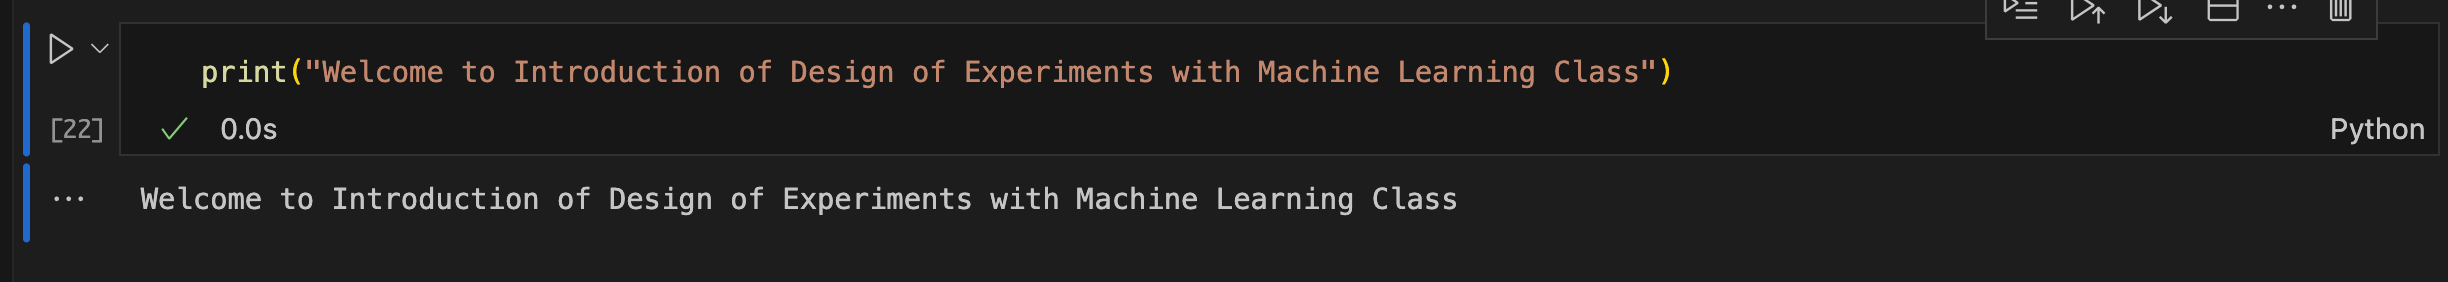 print("Welcome to Introduction of Design of Experiments with Machine Learning Class")
[22]
0.0s
Python
Welcome to Introduction of Design of Experiments with Machine Learning Class